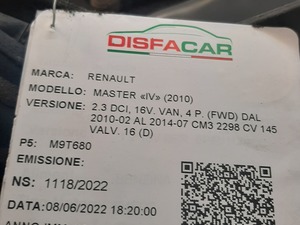 DISFACAR
MARCA: RENAULT
MODELLO: MASTER «IV» (2010)
VERSIONE: 2.3 DCI, 16V. VAN, 4 P. (FWD) DAL
2010-02 AL 2014-07 CM3 2298 CV 145
VALV. 16 (D)
P5: M9T680
EMISSIONE:
NS: 1118/2022
DATA: 08/06/2022 18:20:00